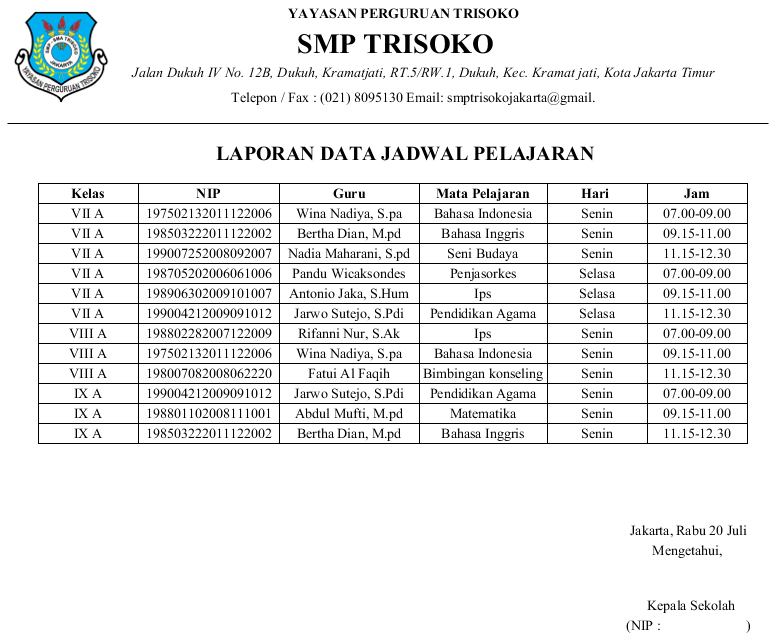 YAYASAN PERGURUAN TRISOKO
SMP TRISOKO
Jalan Dukuh IV No. 12B, Dukuh, Kramatjati, RT.5/RW.1, Dukuh, Kec. Kramat jati, Kota Jakarta Timur
Telepon / Fax : (021) 8095130 Email: smptrisokojakarta@gmail.
SMP - SMA TRISOKO
JAKARTA
YAYASAN PERGURUAN TRISOKO
LAPORAN DATA JADWAL PELAJARAN
Kelas NIP Guru Mata Pelajaran Hari Jam
VII A 197502132011122006 Wina Nadiya, S.pa Bahasa Indonesia Senin 07.00-09.00
VII A 198503222011122002 Bertha Dian, M.pd Bahasa Inggris Senin 09.15-11.00
VII A 199007252008092007 Nadia Maharani, S.pd Seni Budaya Senin 11.15-12.30
VII A 198705202006061006 Pandu Wicaksondes Penjasorkes Selasa 07.00-09.00
VII A 198906302009101007 Antonio Jaka, S.Hum Ips Selasa 09.15-11.00
VII A 199004212009091012 Jarwo Sutejo, S.Pdi Pendidikan Agama Selasa 11.15-12.30
VIII A 198802282007122009 Rifanni Nur, S.Ak Ips Senin 07.00-09.00
VIII A 197502132011122006 Wina Nadiya, S.pa Bahasa Indonesia Senin 09.15-11.00
VIII A 198007082008062220 Fatui Al Faqih Bimbingan konseling Senin 11.15-12.30
IX A 199004212009091012 Jarwo Sutejo, S.Pdi Pendidikan Agama Senin 07.00-09.00
IX A 198801102008111001 Abdul Mufti, M.pd Matematika Senin 09.15-11.00
IX A 198503222011122002 Bertha Dian, M.pd Bahasa Inggris Senin 11.15-12.30
Jakarta, Rabu 20 Juli
Mengetahui,
Kepala Sekolah
(NIP : )